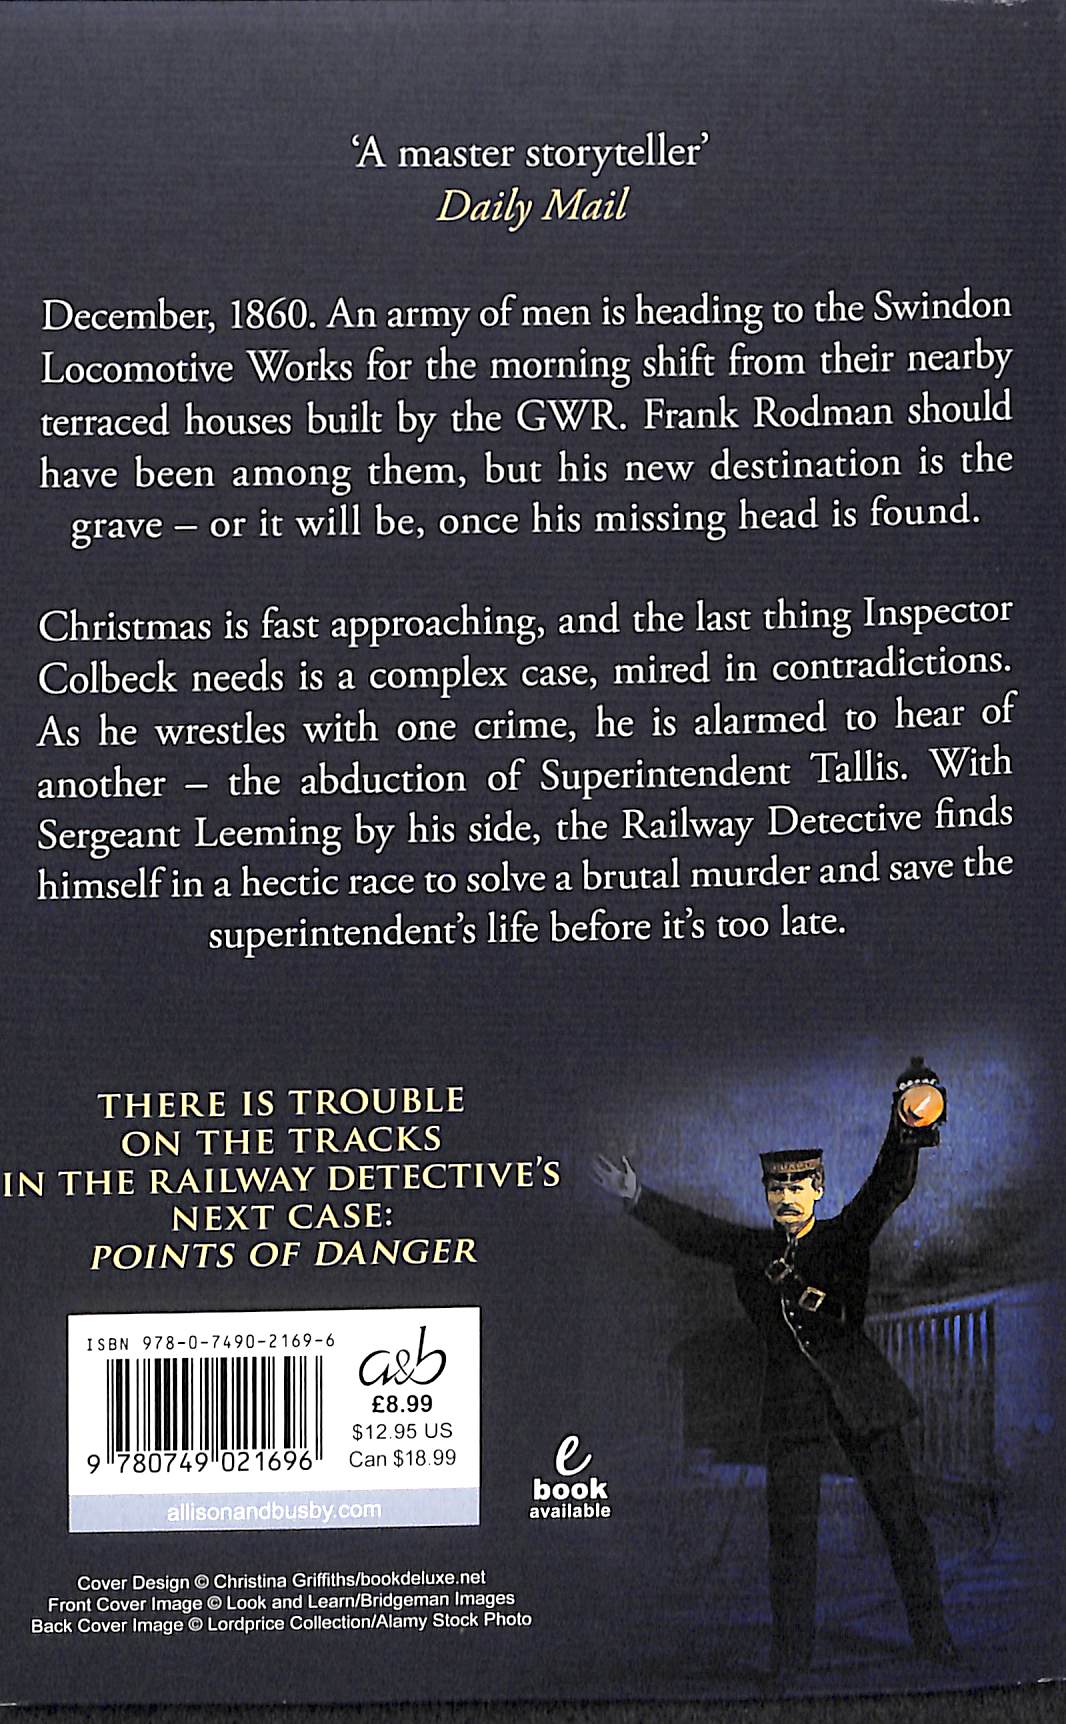 ‘A master storyteller’
Daily Mail
December, 1860. An army of men is heading to the Swindon
Locomotive Works for the morning shift from their nearby
terraced houses built by the GWR. Frank Rodman should
have been among them, but his new destination is the
grave – or it will be, once his missing head is found.
Christmas is fast approaching, and the last thing Inspector
Colbeck needs is a complex case, mired in contradictions.
As he wrestles with one crime, he is alarmed to hear of
another – the abduction of Superintendent Tallis. With
Sergeant Leeming by his side, the Railway Detective finds
himself in a hectic race to solve a brutal murder and save the
superintendent’s life before it’s too late.
THERE IS TROUBLE
ON THE TRACKS
IN THE RAILWAY DETECTIVE’S
NEXT CASE:
POINTS OF DANGER
ISBN 978-0-7490-2169-6
a&b
£8.99
$12.95 US
Can $18.99
9 780749 021696
allisonandbusby.com
e
book
available
Cover Design © Christina Griffiths/bookdeluxe.net
Front Cover Image © Look and Learn/Bridgeman Images
Back Cover Image © Lordprice Collection/Alamy Stock Photo